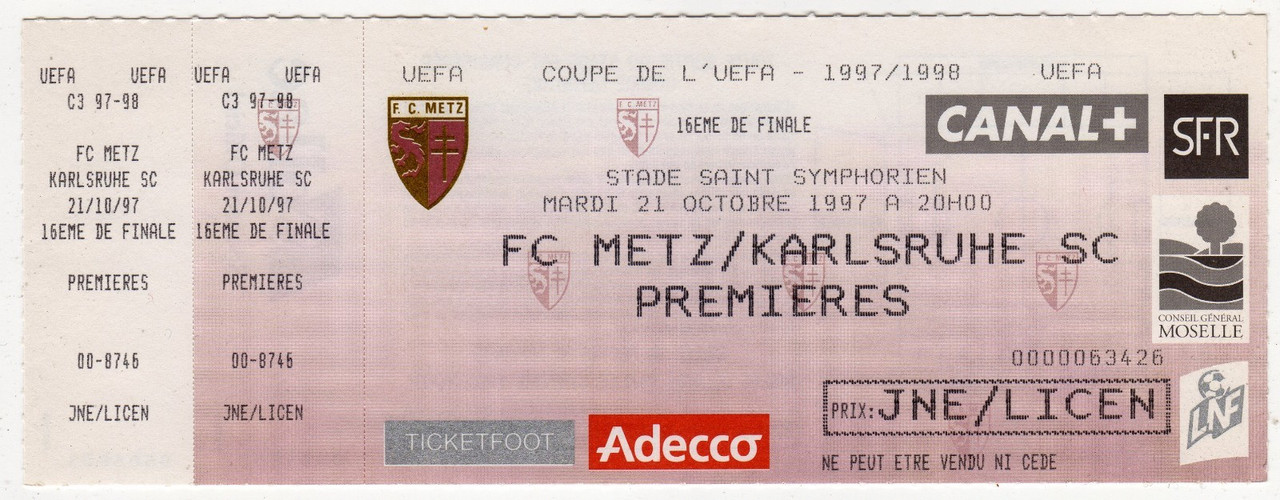 UEFA UEFA
C3 97-98
FC METZ
KARLSRUHE SC
21/10/97
16EME DE FINALE
PREMIERES
00-8746
JNE/LICEN
UEFA UEFA
C3 97-98
FC METZ
KARLSRUHE SC
21/10/97
16EME DE FINALE
PREMIERES
00-8746
JNE/LICEN
UEFA COUPE DE L'UEFA - 1997/1998 UEFA
F.C. METZ
16EME DE FINALE
CANAL+
SFR
STADE SAINT SYMPHORIEN
MARDI 21 OCTOBRE 1997 A 20H00
FC METZ/KARLSRUHE SC
PREMIERES
CONSEIL GÉNÉRAL
MOSELLE
0000063426
PRIX: JNE/LICEN
LNF
TICKETFOOT
Adecco
NE PEUT ETRE VENDU NI CEDE